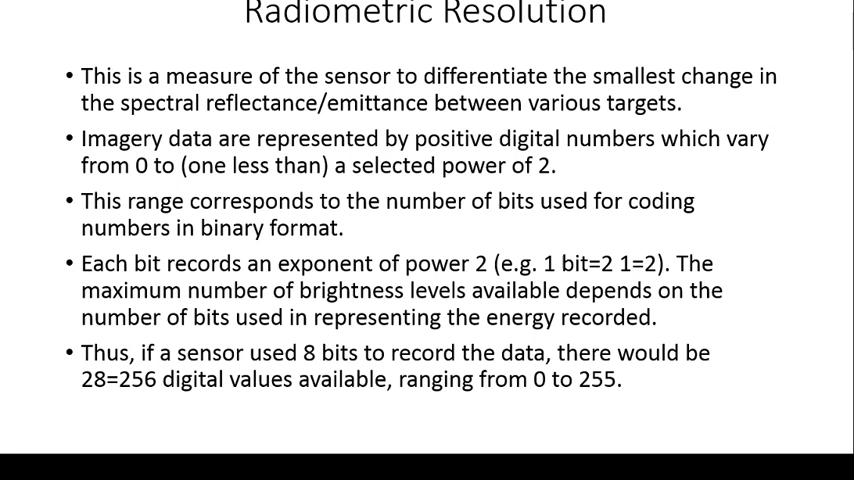 Radiometric Resolution
• This is a measure of the sensor to differentiate the smallest change in
the spectral reflectance/emittance between various targets.
• Imagery data are represented by positive digital numbers which vary
from 0 to (one less than) a selected power of 2.
• This range corresponds to the number of bits used for coding
numbers in binary format.
• Each bit records an exponent of power 2 (e.g. 1 bit=2 1=2). The
maximum number of brightness levels available depends on the
number of bits used in representing the energy recorded.
• Thus, if a sensor used 8 bits to record the data, there would be
28=256 digital values available, ranging from 0 to 255.